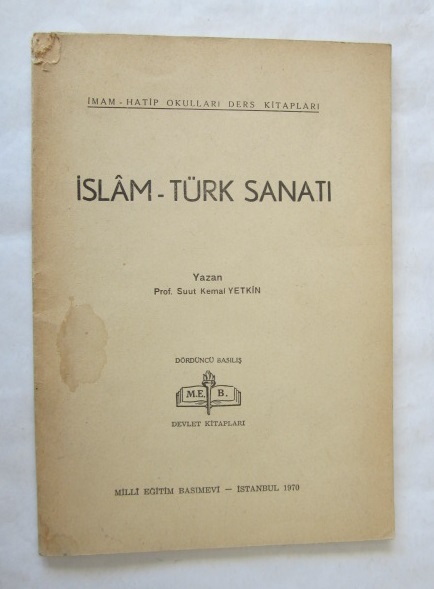 İMAM - HATİP OKULLARI DERS KİTAPLARI
İSLÂM - TÜRK SANATI
Yazan
Prof. Suut Kemal YETKİN
DÖRDÜNCÜ BASILIŞ
M.E. B.
DEVLET KİTAPLARI
MİLLÎ EĞİTİM BASIMEVİ — İSTANBUL 1970